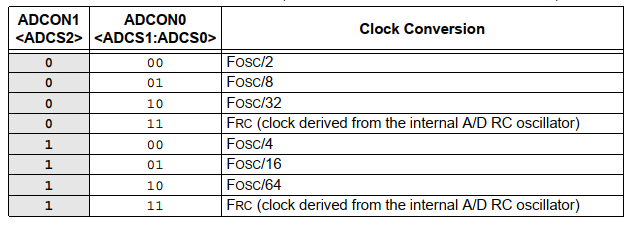 ADCON1 <ADCS2> ADCON0 <ADCS1:ADCS0> Clock Conversion
0 00 FOSC/2
0 01 FOSC/8
0 10 FOSC/32
0 11 FRC (clock derived from the internal A/D RC oscillator)
1 00 FOSC/4
1 01 FOSC/16
1 10 FOSC/64
1 11 FRC (clock derived from the internal A/D RC oscillator)